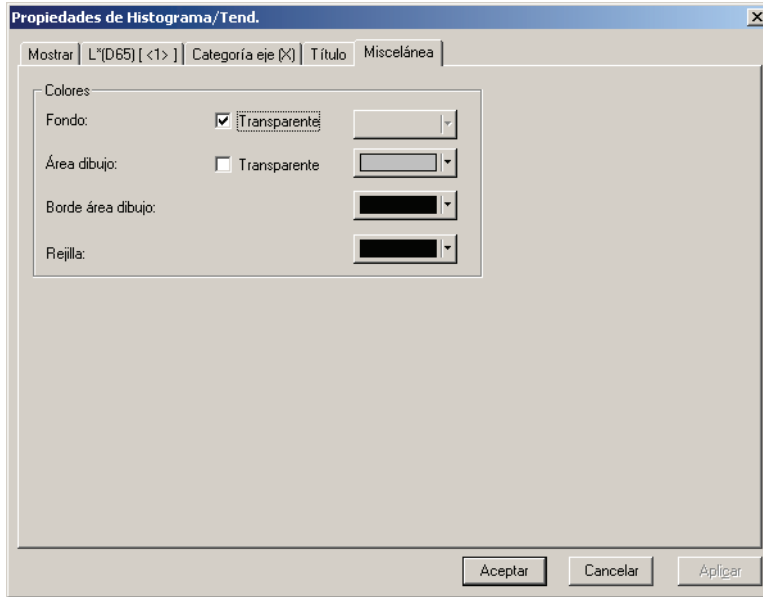 Propiedades de Histograma/Tend.
Mostrar L*(D65) [ <1> ] Categoría eje (X) Título Miscelánea
Colores
Fondo: Transparente
Área dibujo: Transparente
Borde área dibujo:
Rejilla:
Aceptar Cancelar Aplicar